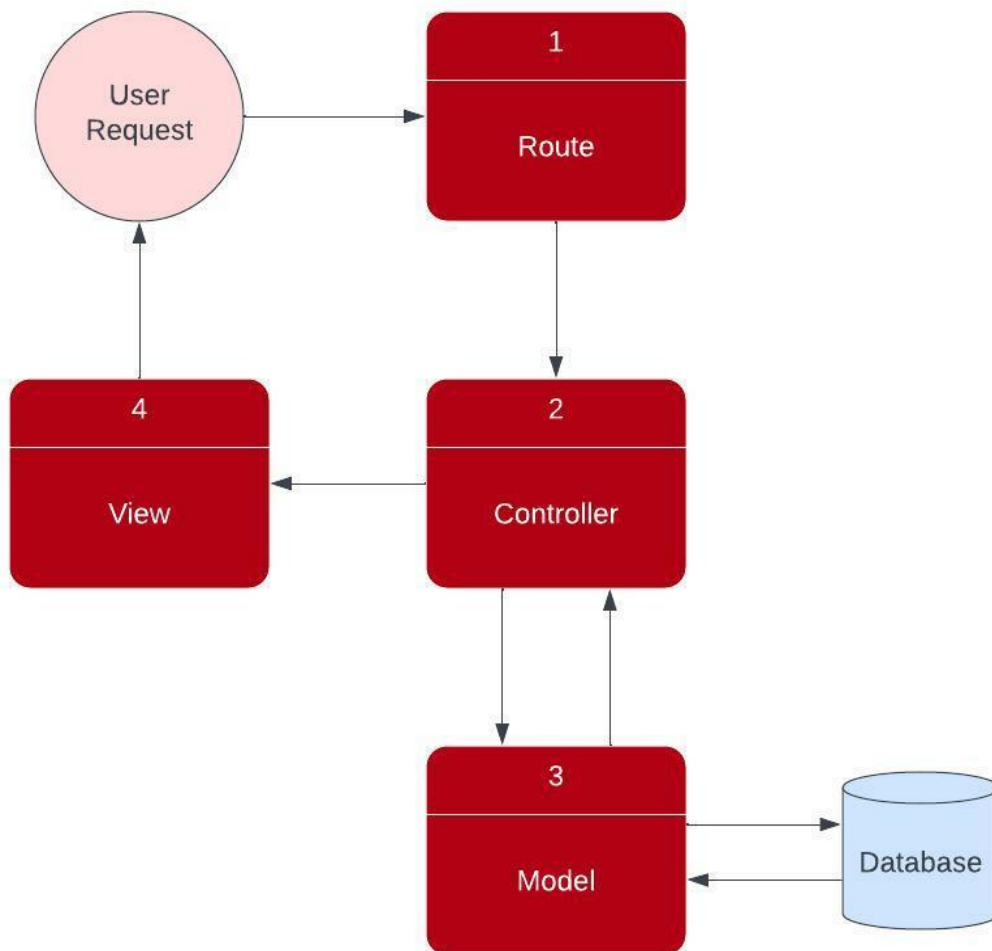 User
Request
1
Route
4
View
2
Controller
3
Model
Database